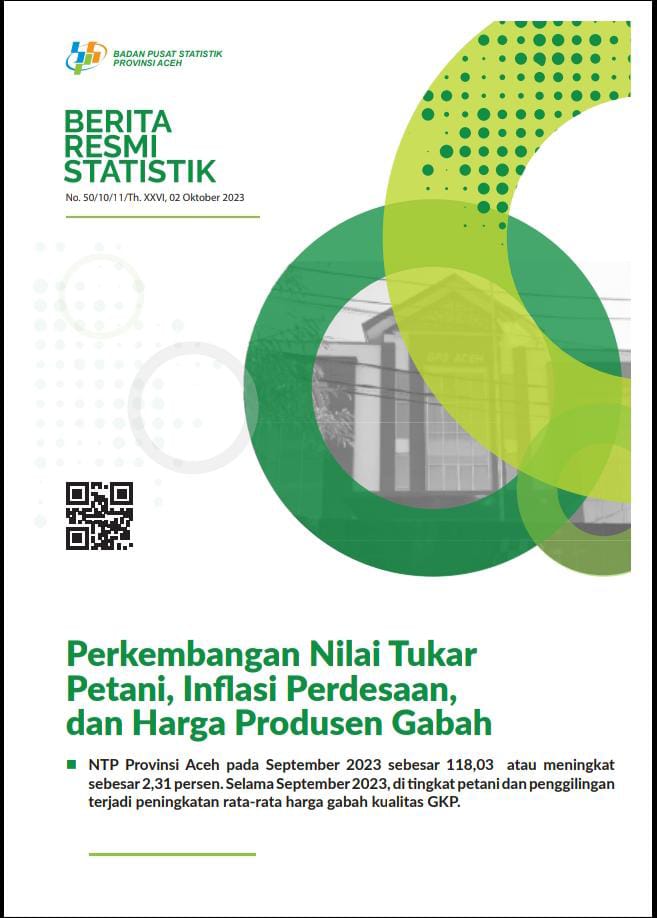 BADAN PUSAT STATISTIK
PROVINSI ACEH
BERITA
RESMI
STATISTIK
No. 50/10/11/Th. XXVI, 02 Oktober 2023
BPS ACEH
Perkembangan Nilai Tukar
Petani, Inflasi Perdesaan,
dan Harga Produsen Gabah
NTP Provinsi Aceh pada September 2023 sebesar 118,03 atau meningkat
sebesar 2,31 persen. Selama September 2023, di tingkat petani dan penggilingan
terjadi peningkatan rata-rata harga gabah kualitas GKP.